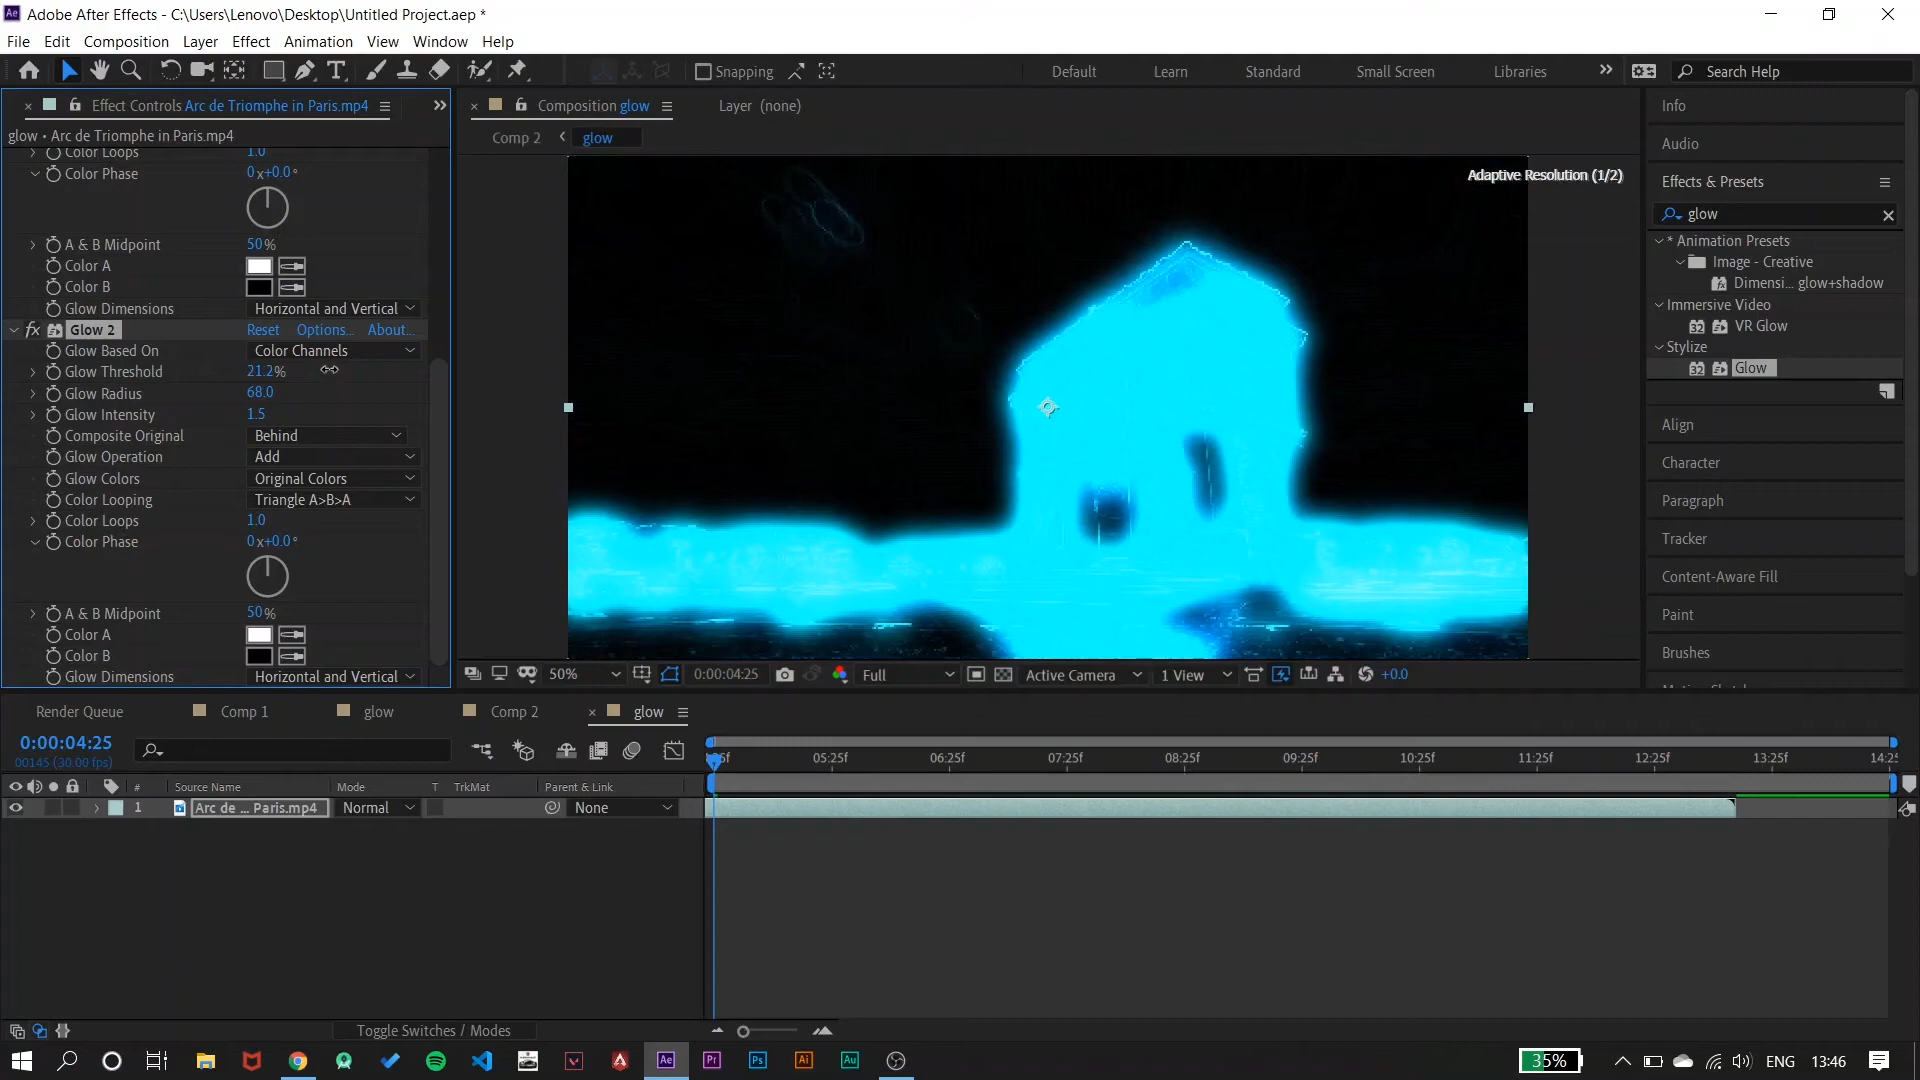 Adobe After Effects - C:\Users\Lenovo\Desktop\Untitled Project.aep *
File Edit Composition Layer Effect Animation View Window Help
Snapping Default Learn Standard Small Screen Libraries Search Help
Effect Controls Arc de Triomphe in Paris.mp4
glow • Arc de Triomphe in Paris.mp4
Color Loops 1.0
Color Phase 0x+0.0°
A & B Midpoint 50%
Color A
Color B
Glow Dimensions Horizontal and Vertical
fx Glow 2 Reset Options... About...
Glow Based On Color Channels
Glow Threshold 21.2%
Glow Radius 68.0
Glow Intensity 1.5
Composite Original Behind
Glow Operation Add
Glow Colors Original Colors
Color Looping Triangle A>B>A
Color Loops 1.0
Color Phase 0x+0.0°
A & B Midpoint 50%
Color A
Color B
Glow Dimensions Horizontal and Vertical
Composition glow Layer (none)
Comp 2 glow
Adaptive Resolution (1/2)
50% 0:00:04:25 Full Active Camera 1 View +0.0
Info
Audio
Effects & Presets
glow
* Animation Presets
Image - Creative
Dimensi... glow+shadow
Immersive Video
32 VR Glow
Stylize
32 Glow
Align
Character
Paragraph
Tracker
Content-Aware Fill
Paint
Brushes
Render Queue Comp 1 glow Comp 2 glow
0:00:04:25
00145 (30.00 fps)
05:25f 06:25f 07:25f 08:25f 09:25f 10:25f 11:25f 12:25f 13:25f
# Source Name Mode T TrkMat Parent & Link
1 Arc de ... Paris.mp4 Normal None
Toggle Switches / Modes
Ae Pr Ps Ai Au 35% ENG 13:46